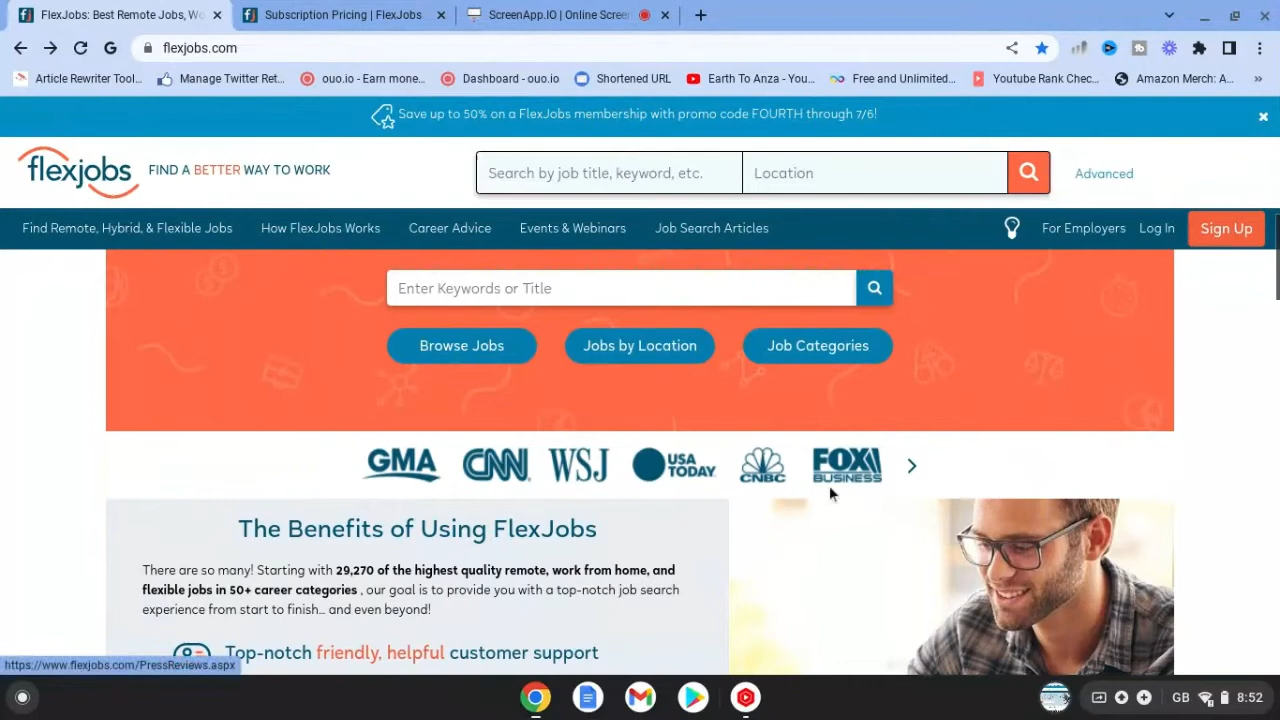 FlexJobs: Best Remote Jobs, Wo
Subscription Pricing | FlexJobs
ScreenApp.IO | Online Screen
flexjobs.com
Article Rewriter Tool...
Manage Twitter Ret...
ouo.io - Earn mone...
Dashboard - ouo.io
Shortened URL
Earth To Anza - You...
Free and Unlimited...
Youtube Rank Chec...
Amazon Merch: A...
Save up to 50% on a FlexJobs membership with promo code FOURTH through 7/6!
flexjobs
FIND A BETTER WAY TO WORK
Search by job title, keyword, etc.
Location
Advanced
Find Remote, Hybrid, & Flexible Jobs
How FlexJobs Works
Career Advice
Events & Webinars
Job Search Articles
For Employers
Log In
Sign Up
Enter Keywords or Title
Browse Jobs
Jobs by Location
Job Categories
GMA
CNN
WSJ
USA TODAY
CNBC
FOX BUSINESS
The Benefits of Using FlexJobs
There are so many! Starting with 29,270 of the highest quality remote, work from home, and
flexible jobs in 50+ career categories , our goal is to provide you with a top-notch job search
experience from start to finish... and even beyond!
Top-notch friendly, helpful customer support
https://www.flexjobs.com/PressReviews.aspx
GB
8:52